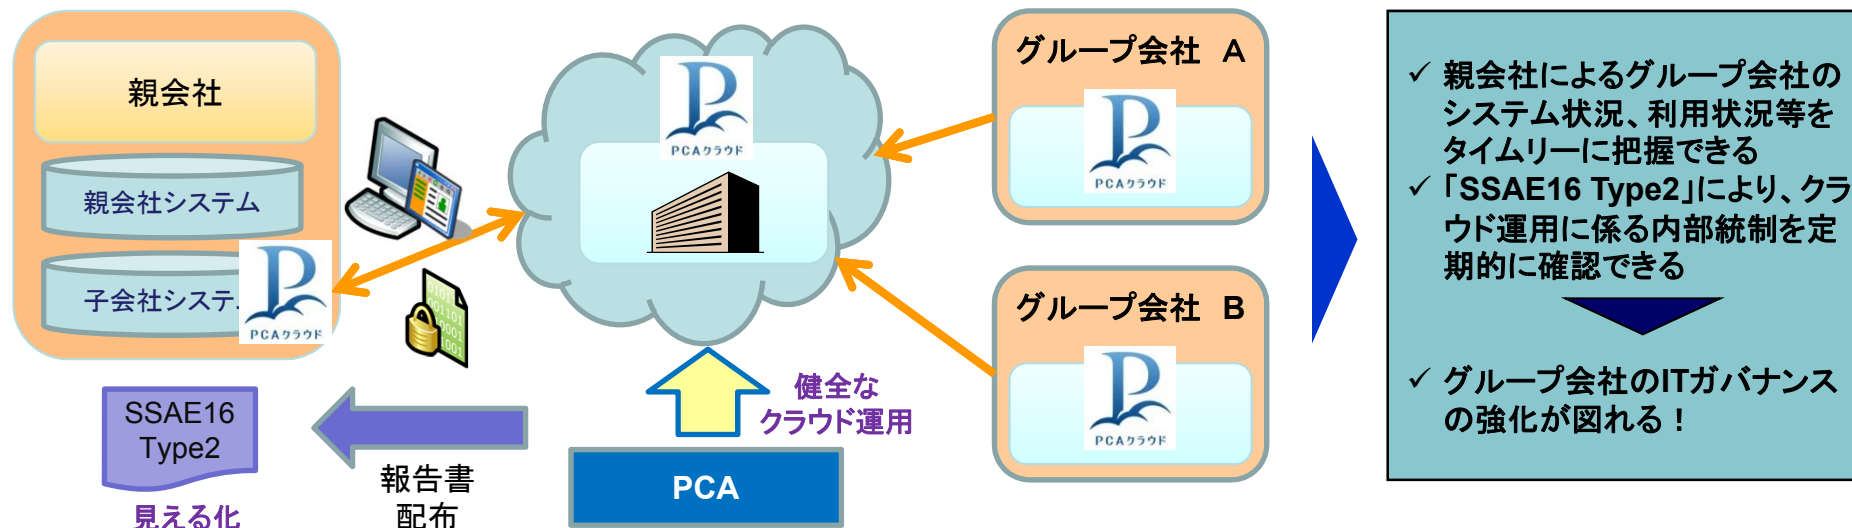 親会社
親会社システム
子会社システ
PCAクラウド
SSAE16
Type2
見える化
報告書
配布
PCAクラウド
健全な
クラウド運用
PCA
グループ会社 A
PCAクラウド
グループ会社 B
PCAクラウド
✓ 親会社によるグループ会社の
システム状況、利用状況等を
タイムリーに把握できる
✓ 「SSAE16 Type2」により、クラ
ウド運用に係る内部統制を定
期的に確認できる
✓ グループ会社のITガバナンス
の強化が図れる！